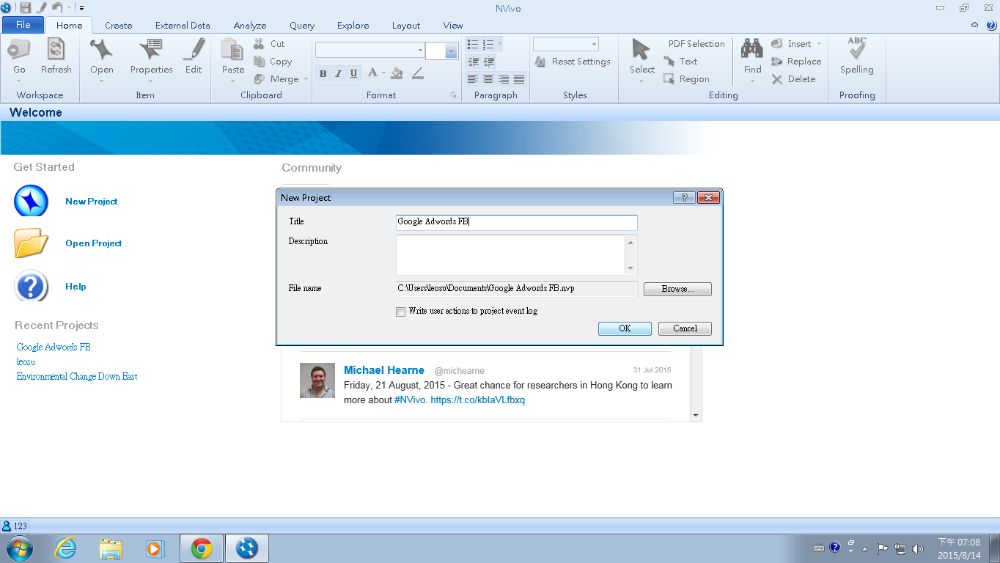 NVivo
File Home Create External Data Analyze Query Explore Layout View
Go Refresh Open Properties Edit Paste Cut Copy Merge B I U A Reset Settings Select PDF Selection Text Region Find Insert Replace Delete ABC Spelling
Workspace Item Clipboard Format Paragraph Styles Editing Proofing
Welcome
Get Started
Community
New Project
Open Project
Help
Recent Projects
Google Adwords FB
leosu
Environmental Change Down East
New Project
Title Google Adwords FB
Description
File name C:\Users\leosu\Documents\Google Adwords FB.nvp Browse...
Write user actions to project event log
OK Cancel
Michael Hearne @michearne 31 Jul 2015
Friday, 21 August, 2015 - Great chance for researchers in Hong Kong to learn
more about #NVivo. https://t.co/kblaVLfbxq
123
下午 07:08
2015/8/14